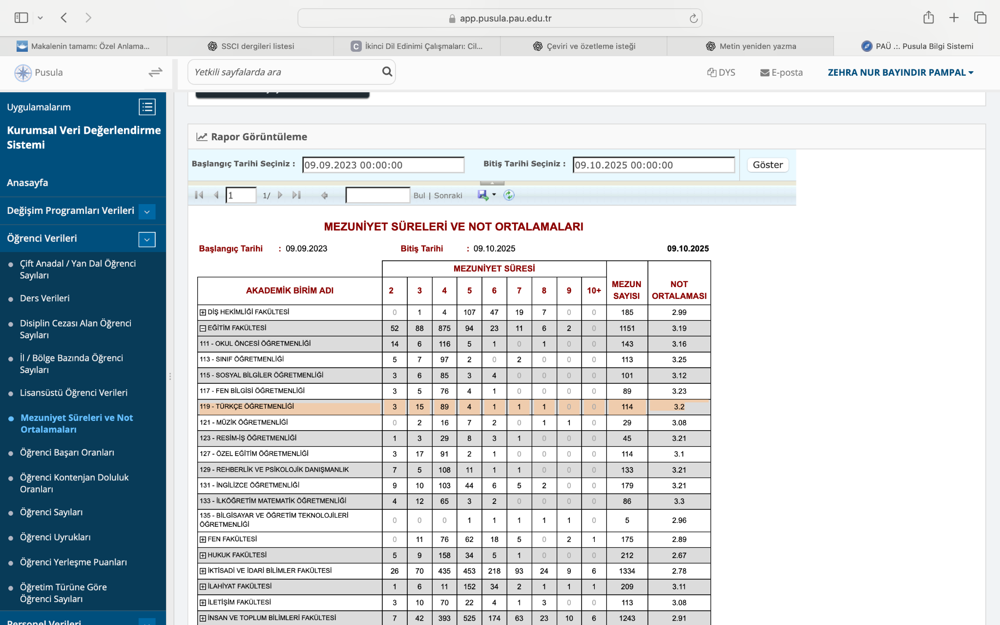 app.pusula.pau.edu.tr
Makalenin tamamı: Özel Anlama...
SSCI dergileri listesi
C İkinci Dil Edinimi Çalışmaları: Cil...
Çeviri ve özetleme isteği
Metin yeniden yazma
PAÜ .:. Pusula Bilgi Sistemi
Pusula
Yetkili sayfalarda ara
DYS
E-posta
ZEHRA NUR BAYINDIR PAMPAL
Uygulamalarım
Kurumsal Veri Değerlendirme
Sistemi
Anasayfa
Değişim Programları Verileri
Öğrenci Verileri
Çift Anadal / Yan Dal Öğrenci
Sayıları
Ders Verileri
Disiplin Cezası Alan Öğrenci
Sayıları
İl / Bölge Bazında Öğrenci
Sayıları
Lisansüstü Öğrenci Verileri
Mezuniyet Süreleri ve Not
Ortalamaları
Öğrenci Başarı Oranları
Öğrenci Kontenjan Doluluk
Oranları
Öğrenci Sayıları
Öğrenci Uyrukları
Öğrenci Yerleşme Puanları
Öğretim Türüne Göre
Öğrenci Sayıları
Personel Verileri
Rapor Görüntüleme
Başlangıç Tarihi Seçiniz : 09.09.2023 00:00:00 Bitiş Tarihi Seçiniz : 09.10.2025 00:00:00 Göster
1 1/ Bul | Sonraki
MEZUNİYET SÜRELERİ VE NOT ORTALAMALARI
Başlangıç Tarihi : 09.09.2023 Bitiş Tarihi : 09.10.2025 09.10.2025
MEZUNİYET SÜRESİ
AKADEMİK BİRİM ADI 2 3 4 5 6 7 8 9 10+ MEZUN SAYISI NOT ORTALAMASI
DİŞ HEKİMLİĞİ FAKÜLTESİ 0 1 4 107 47 19 7 0 0 185 2.99
EĞİTİM FAKÜLTESİ 52 88 875 94 23 11 6 2 0 1151 3.19
111 - OKUL ÖNCESİ ÖĞRETMENLİĞİ 14 6 116 5 1 0 1 0 0 143 3.16
113 - SINIF ÖĞRETMENLİĞİ 5 7 97 2 0 2 0 0 0 113 3.25
115 - SOSYAL BİLGİLER ÖĞRETMENLİĞİ 3 6 85 3 4 0 0 0 0 101 3.12
117 - FEN BİLGİSİ ÖĞRETMENLİĞİ 3 5 76 4 1 0 0 0 0 89 3.23
119 - TÜRKÇE ÖĞRETMENLİĞİ 3 15 89 4 1 1 1 0 0 114 3.2
121 - MÜZİK ÖĞRETMENLİĞİ 0 2 16 7 2 0 1 1 0 29 3.08
123 - RESİM-İŞ ÖĞRETMENLİĞİ 1 3 29 8 3 1 0 0 0 45 3.21
127 - ÖZEL EĞİTİM ÖĞRETMENLİĞİ 3 17 91 2 1 0 0 0 0 114 3.1
129 - REHBERLİK VE PSİKOLOJİK DANIŞMANLIK 7 5 108 11 1 1 0 0 0 133 3.21
131 - İNGİLİZCE ÖĞRETMENLİĞİ 9 10 103 44 6 5 2 0 0 179 3.21
133 - İLKÖĞRETİM MATEMATİK ÖĞRETMENLİĞİ 4 12 65 3 2 0 0 0 0 86 3.3
135 - BİLGİSAYAR VE ÖĞRETİM TEKNOLOJİLERİ
ÖĞRETMENLİĞİ 0 0 0 1 1 1 1 1 0 5 2.96
FEN FAKÜLTESİ 0 11 76 62 18 5 0 2 1 175 2.89
HUKUK FAKÜLTESİ 5 9 158 34 5 1 0 0 0 212 2.67
İKTİSADİ VE İDARİ BİLİMLER FAKÜLTESİ 26 70 435 453 218 93 24 9 6 1334 2.78
İLAHİYAT FAKÜLTESİ 1 6 11 152 34 2 1 1 1 209 3.11
İLETİŞİM FAKÜLTESİ 3 10 70 22 4 1 3 0 0 113 3.08
İNSAN VE TOPLUM BİLİMLERİ FAKÜLTESİ 7 42 393 525 174 63 23 10 6 1243 2.91